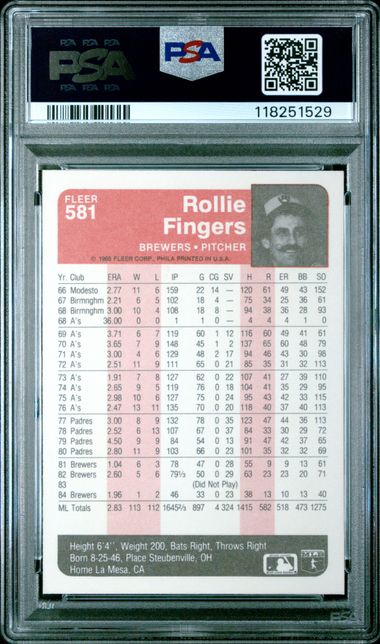 PSA PSA PSA
PSA
PSA PSA PSA
PSA
118251529
FLEER
581
Rollie
Fingers
BREWERS • PITCHER
© 1985 FLEER CORP., PHILA PRINTED IN U.S.A.
Yr. Club ERA W L IP G CG SV H R ER BB SO
66 Modesto 2.77 11 6 159 22 14 — 120 61 49 43 152
67 Birmnghm 2.21 6 5 102 18 4 — 75 34 25 36 61
68 Birmnghm 3.00 10 4 108 18 8 — 94 38 36 28 93
68 A's 36.00 0 0 1 1 0 — 4 4 4 1 0
69 A's 3.71 6 7 119 60 1 12 116 60 49 41 61
70 A's 3.65 7 9 148 45 1 2 137 65 60 48 79
71 A's 3.00 4 6 129 48 2 17 94 46 43 30 98
72 A's 2.51 11 9 111 65 0 21 85 35 31 32 113
73 A's 1.91 7 8 127 62 0 22 107 41 27 39 110
74 A's 2.65 9 5 119 76 0 18 104 41 35 29 95
75 A's 2.98 10 6 127 75 0 24 95 43 42 33 115
76 A's 2.47 13 11 135 70 0 20 118 40 37 40 113
77 Padres 3.00 8 9 132 78 0 35 123 47 44 36 113
78 Padres 2.52 6 13 107 67 0 37 84 33 30 29 72
79 Padres 4.50 9 9 84 54 0 13 91 47 42 37 65
80 Padres 2.80 11 9 103 66 0 23 101 35 32 32 69
81 Brewers 1.04 6 3 78 47 0 28 55 9 9 13 61
82 Brewers 2.60 5 6 79⅓ 50 0 29 63 23 23 20 71
83 (Did Not Play)
84 Brewers 1.96 1 2 46 33 0 23 38 13 10 13 40
ML Totals 2.83 113 112 1645⅔ 897 4 324 1415 582 518 473 1275
Height 6'4", Weight 200, Bats Right, Throws Right
Born 8-25-46, Place Steubenville, OH
Home La Mesa, CA